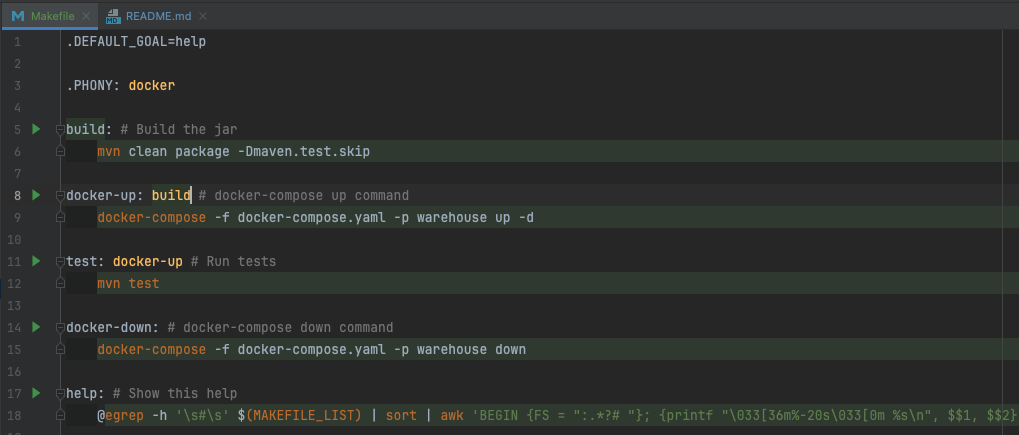 Makefile README.md
1 .DEFAULT_GOAL=help
2
3 .PHONY: docker
4
5 build: # Build the jar
6 mvn clean package -Dmaven.test.skip
7
8 docker-up: build # docker-compose up command
9 docker-compose -f docker-compose.yaml -p warehouse up -d
10
11 test: docker-up # Run tests
12 mvn test
13
14 docker-down: # docker-compose down command
15 docker-compose -f docker-compose.yaml -p warehouse down
16
17 help: # Show this help
18 @egrep -h '\s#\s' $(MAKEFILE_LIST) | sort | awk 'BEGIN {FS = ":.*?# "}; {printf "\033[36m%-20s\033[0m %s\n", $$1, $$2}